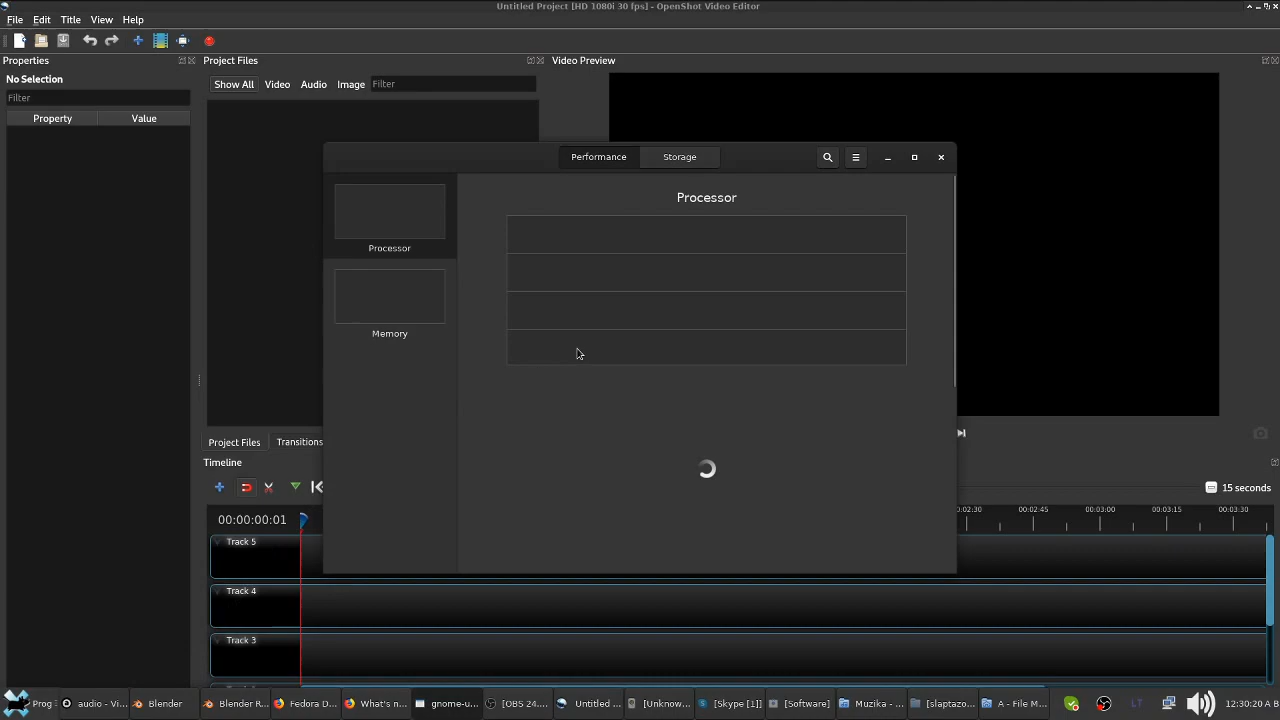 Untitled Project [HD 1080i 30 fps] - OpenShot Video Editor
File Edit Title View Help
Properties
Project Files
Video Preview
No Selection
Show All Video Audio Image Filter
Filter
Property Value
Performance Storage
Processor
Processor
Memory
Project Files Transitions
Timeline
15 seconds
00:00:00:01
0:02:30 00:02:45 00:03:00 00:03:15 00:03:30
Track 5
Track 4
Track 3
Prog audio - Vi... Blender Blender R... Fedora D... What's n... gnome-u... [OBS 24.... Untitled ... [Unknow... [Skype [1]] [Software] Muzika - ... [slaptazo... A - File M... LT 10:30:20 A